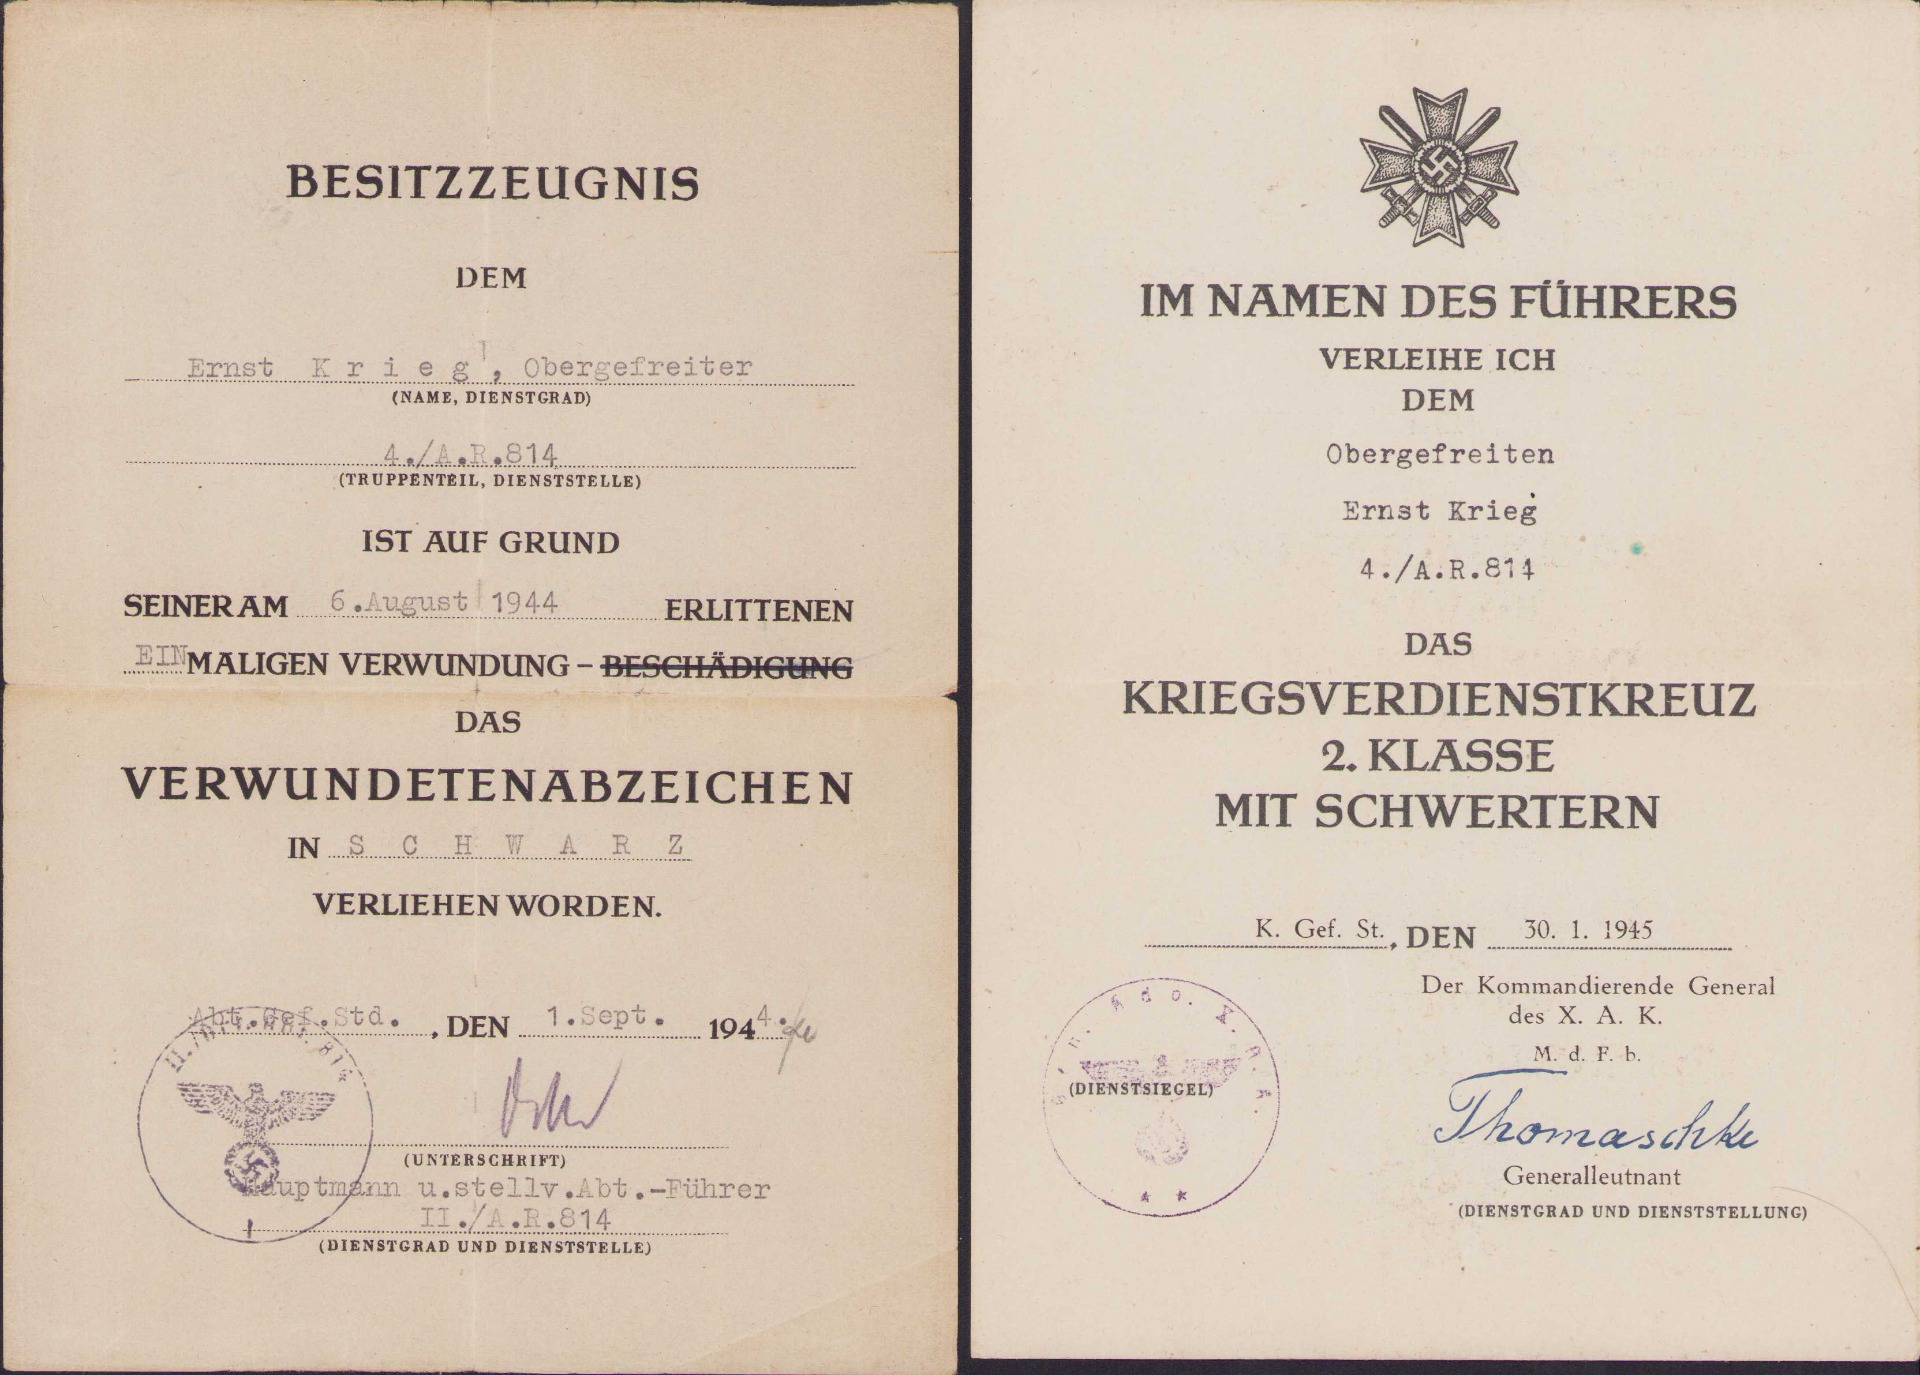 BESITZZEUGNIS
DEM
Ernst K r i e g , Obergefreiter
(NAME, DIENSTGRAD)
4./A.R.814
(TRUPPENTEIL, DIENSTSTELLE)
IST AUF GRUND
SEINER AM 6.August 1944 ERLITTENEN
EINMALIGEN VERWUNDUNG – BESCHÄDIGUNG
DAS
VERWUNDETENABZEICHEN
IN S C H W A R Z
VERLIEHEN WORDEN.
Abt.Gef.Std. , DEN 1.Sept. 1944.
(UNTERSCHRIFT)
Hauptmann u.stellv.Abt.-Führer
II./A.R.814
(DIENSTGRAD UND DIENSTSTELLE)
IM NAMEN DES FÜHRERS
VERLEIHE ICH
DEM
Obergefreiten
Ernst Krieg
4./A.R.814
DAS
KRIEGSVERDIENSTKREUZ
2. KLASSE
MIT SCHWERTERN
K. Gef. St. , DEN 30. 1. 1945
Der Kommandierende General
des X. A. K.
M. d. F. b.
(DIENSTSIEGEL)
Thomaschke
Generalleutnant
(DIENSTGRAD UND DIENSTSTELLUNG)